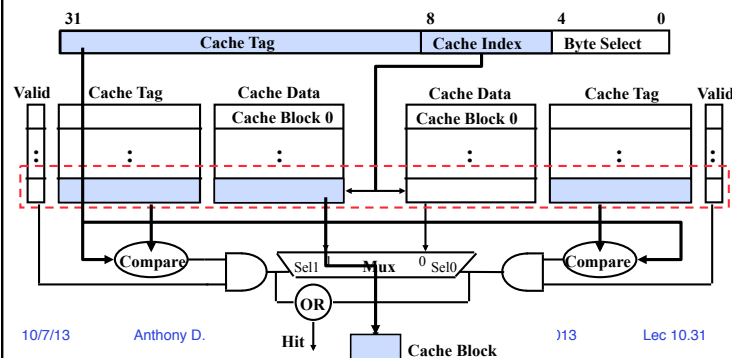 31 8 4 0
Cache Tag Cache Index Byte Select
Valid Cache Tag Cache Data Cache Data Cache Tag Valid
Cache Block 0 Cache Block 0
: : : : : :
Compare Sel1 1 Mux 0 Sel0 Compare
OR
10/7/13 Anthony D. Hit 013 Lec 10.31
Cache Block